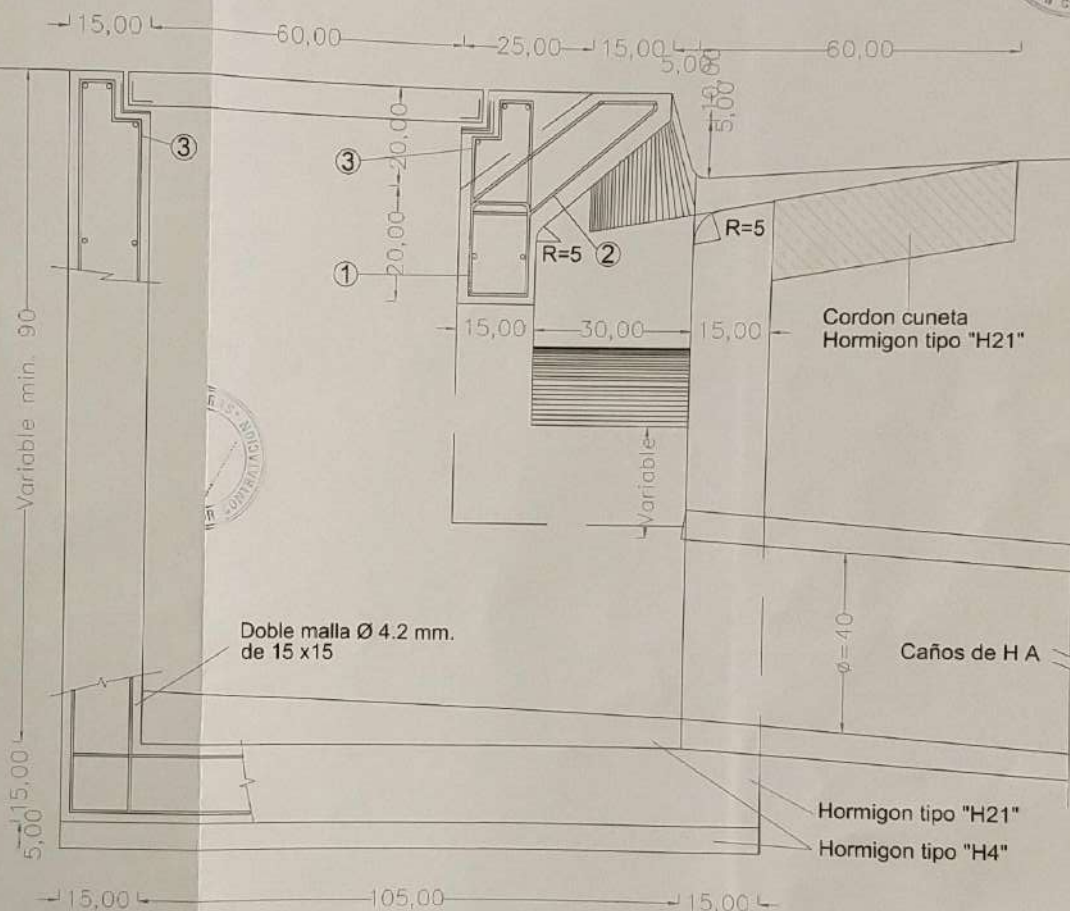 15,00
60,00
25,00
15,00
5,00
60,00
5,00
20,00
20,00
③
③
①
②
R=5
R=5
15,00
30,00
15,00
Cordon cuneta
Hormigon tipo "H21"
Variable min. 90
Variable
Doble malla Ø 4.2 mm.
de 15 x15
ø=40
Caños de H A
15,00
5,00
Hormigon tipo "H21"
Hormigon tipo "H4"
15,00
105,00
15,00